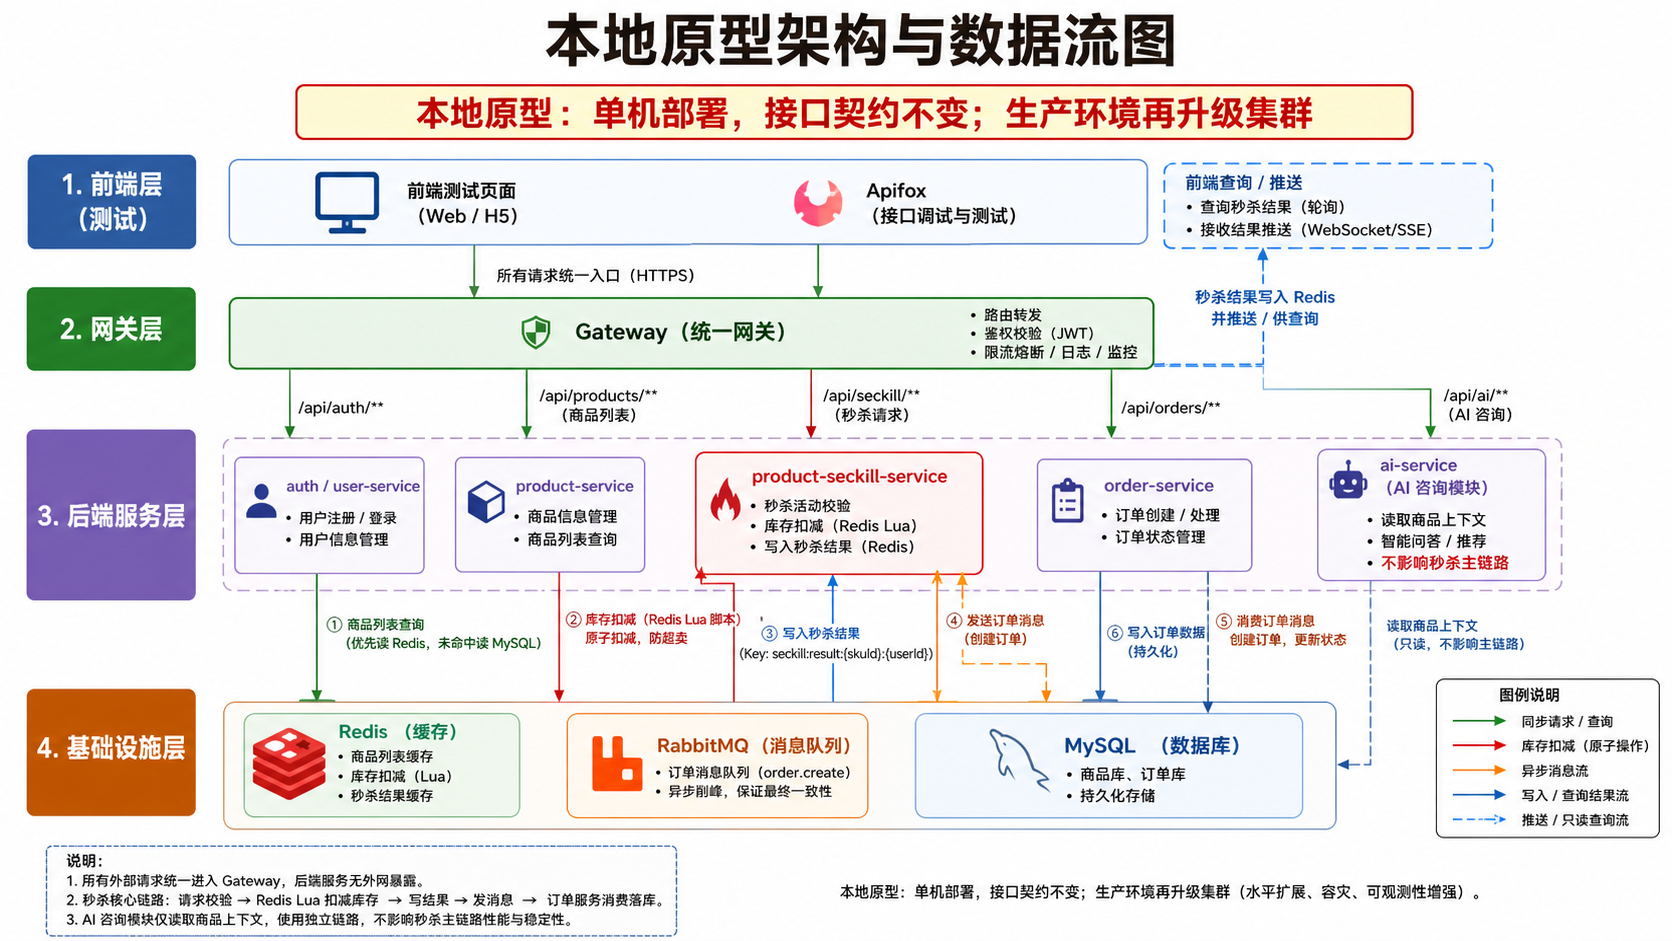 本地原型架构与数据流图
本地原型：单机部署，接口契约不变；生产环境再升级集群
1. 前端层
（测试）
前端测试页面
（Web / H5）
Apifox
（接口调试与测试）
前端查询 / 推送
• 查询秒杀结果（轮询）
• 接收结果推送（WebSocket/SSE）
所有请求统一入口（HTTPS）
秒杀结果写入 Redis
并推送 / 供查询
2. 网关层
Gateway（统一网关）
• 路由转发
• 鉴权校验（JWT）
• 限流熔断 / 日志 / 监控
/api/auth/**
/api/products/**
（商品列表）
/api/seckill/**
（秒杀请求）
/api/orders/**
/api/ai/**
（AI 咨询）
3. 后端服务层
auth / user-service
• 用户注册 / 登录
• 用户信息管理
product-service
• 商品信息管理
• 商品列表查询
product-seckill-service
• 秒杀活动校验
• 库存扣减（Redis Lua）
• 写入秒杀结果（Redis）
order-service
• 订单创建 / 处理
• 订单状态管理
ai-service
（AI 咨询模块）
• 读取商品上下文
• 智能问答 / 推荐
• 不影响秒杀主链路
① 商品列表查询
（优先读 Redis，未命中读 MySQL）
② 库存扣减（Redis Lua 脚本）
原子扣减，防超卖
③ 写入秒杀结果
(Key: seckill:result:{skuId}:{userId})
④ 发送订单消息
（创建订单）
⑥ 写入订单数据
（持久化）
⑤ 消费订单消息
创建订单，更新状态
读取商品上下文
（只读，不影响主链路）
4. 基础设施层
Redis （缓存）
• 商品列表缓存
• 库存扣减（Lua）
• 秒杀结果缓存
RabbitMQ（消息队列）
• 订单消息队列（order.create）
• 异步削峰，保证最终一致性
MySQL （数据库）
• 商品库、订单库
• 持久化存储
图例说明
同步请求 / 查询
库存扣减（原子操作）
异步消息流
写入 / 查询结果流
推送 / 只读查询流
说明：
1. 所有外部请求统一进入 Gateway，后端服务无外网暴露。
2. 秒杀核心链路：请求校验 → Redis Lua 扣减库存 → 写结果 → 发消息 → 订单服务消费落库。
3. AI 咨询模块仅读取商品上下文，使用独立链路，不影响秒杀主链路性能与稳定性。
本地原型：单机部署，接口契约不变；生产环境再升级集群（水平扩展、容灾、可观测性增强）。